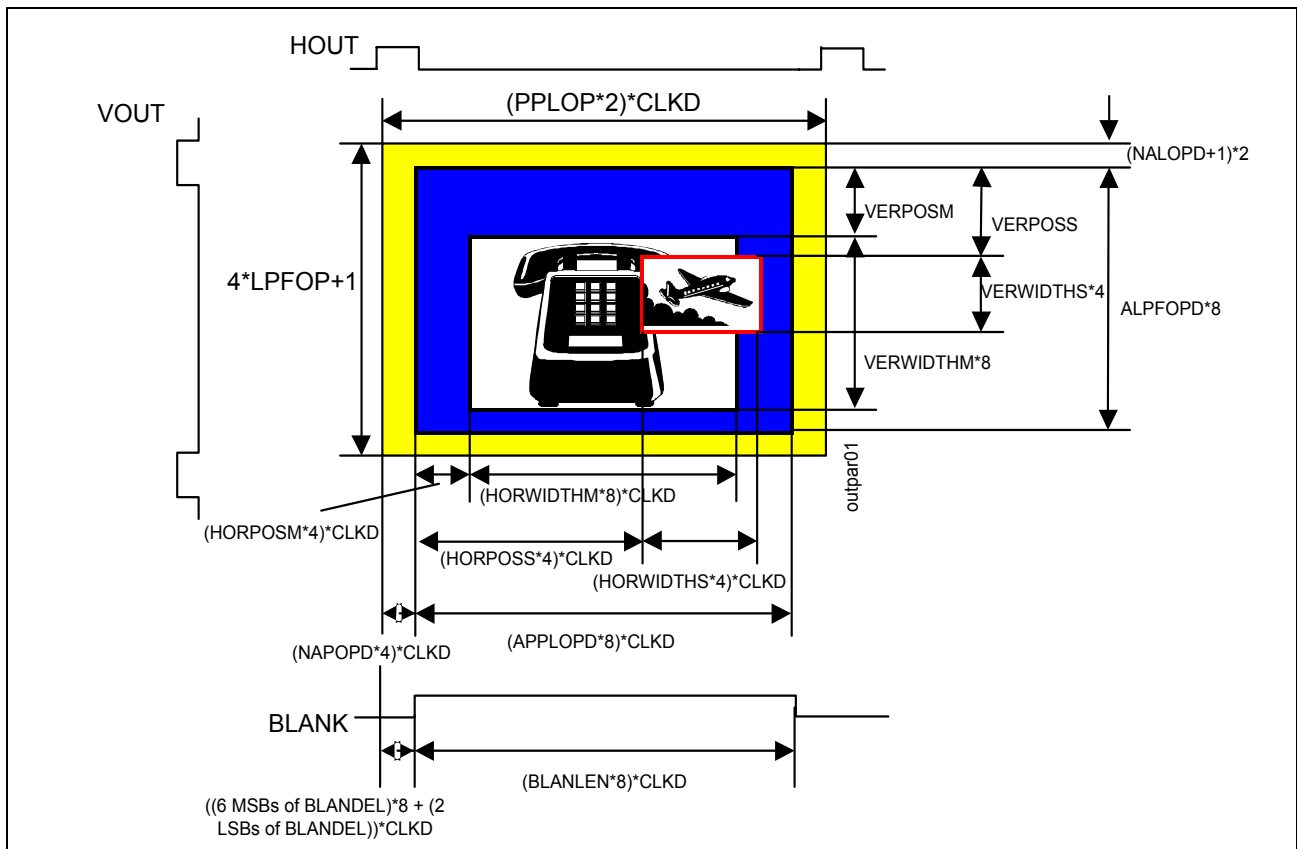 HOUT
(PPLOP*2)*CLKD
VOUT
(NALOPD+1)*2
VERPOSM
VERPOSS
4*LPFOP+1
VERWIDTHS*4
ALPFOPD*8
VERWIDTHM*8
outpar01
(HORWIDTHM*8)*CLKD
(HORPOSM*4)*CLKD
(HORPOSS*4)*CLKD
(HORWIDTHS*4)*CLKD
(NAPOPD*4)*CLKD
(APPLOPD*8)*CLKD
BLANK
(BLANLEN*8)*CLKD
((6 MSBs of BLANDEL)*8 + (2
LSBs of BLANDEL))*CLKD